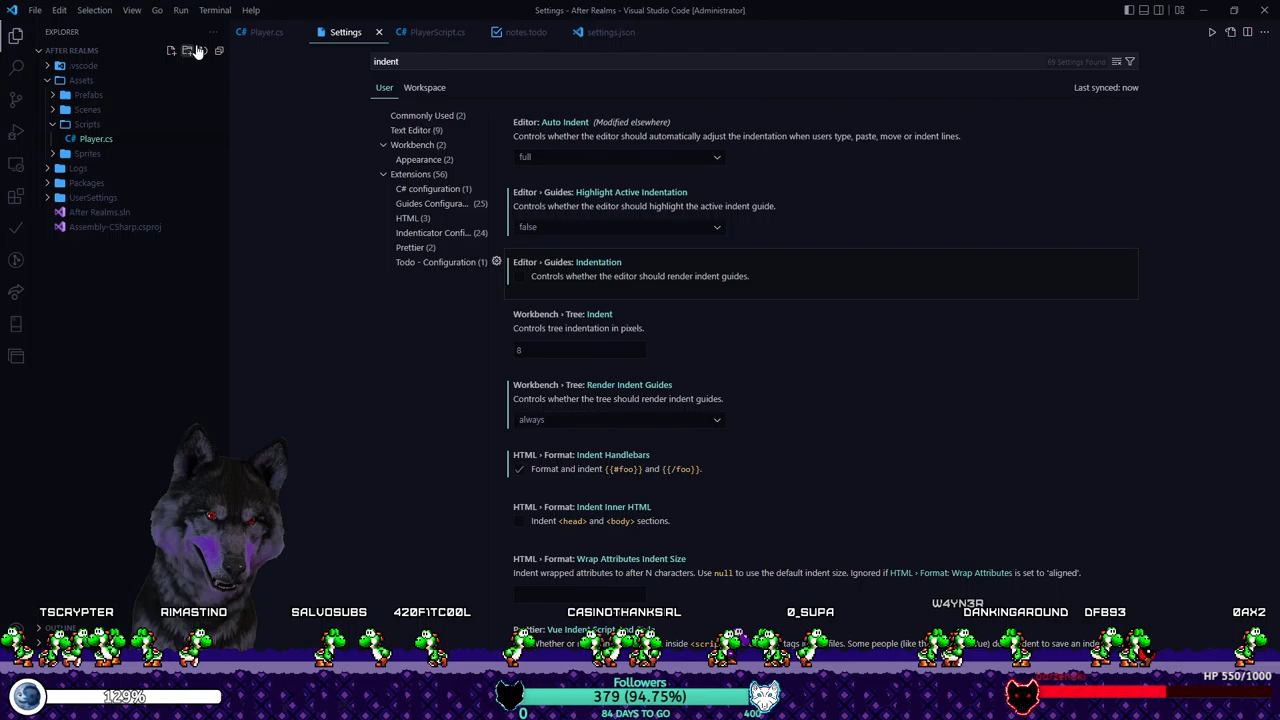 File Edit Selection View Go Run Terminal Help
Settings - After Realms - Visual Studio Code [Administrator]
EXPLORER
Player.cs
Settings
PlayerScript.cs
notes.todo
settings.json
AFTER REALMS
.vscode
Assets
Prefabs
Scenes
Scripts
Player.cs
Sprites
Logs
Packages
UserSettings
After Realms.sln
Assembly-CSharp.csproj
OUTLINE
indent
69 Settings Found
User
Workspace
Last synced: now
Commonly Used (2)
Text Editor (9)
Workbench (2)
Appearance (2)
Extensions (56)
C# configuration (1)
Guides Configura... (25)
HTML (3)
Indenticator Confi... (24)
Prettier (2)
Todo - Configuration (1)
Editor: Auto Indent (Modified elsewhere)
Controls whether the editor should automatically adjust the indentation when users type, paste, move or indent lines.
full
Editor › Guides: Highlight Active Indentation
Controls whether the editor should highlight the active indent guide.
false
Editor › Guides: Indentation
Controls whether the editor should render indent guides.
Workbench › Tree: Indent
Controls tree indentation in pixels.
8
Workbench › Tree: Render Indent Guides
Controls whether the tree should render indent guides.
always
HTML › Format: Indent Handlebars
Format and indent {{#foo}} and {{/foo}}.
HTML › Format: Indent Inner HTML
Indent <head> and <body> sections.
HTML › Format: Wrap Attributes Indent Size
Indent wrapped attributes to after N characters. Use null to use the default indent size. Ignored if HTML › Format: Wrap Attributes is set to 'aligned'.
TSCRYPTER
RIMASTINO
SALVOSUBS
420F1TC00L
CASINOTHANKS
0_SUPA
W4YN3R
DANKINGAROUND
DFB93
0AX2
129%
Followers
379 (94.75%)
0
84 DAYS TO GO
400
HP 550/1000